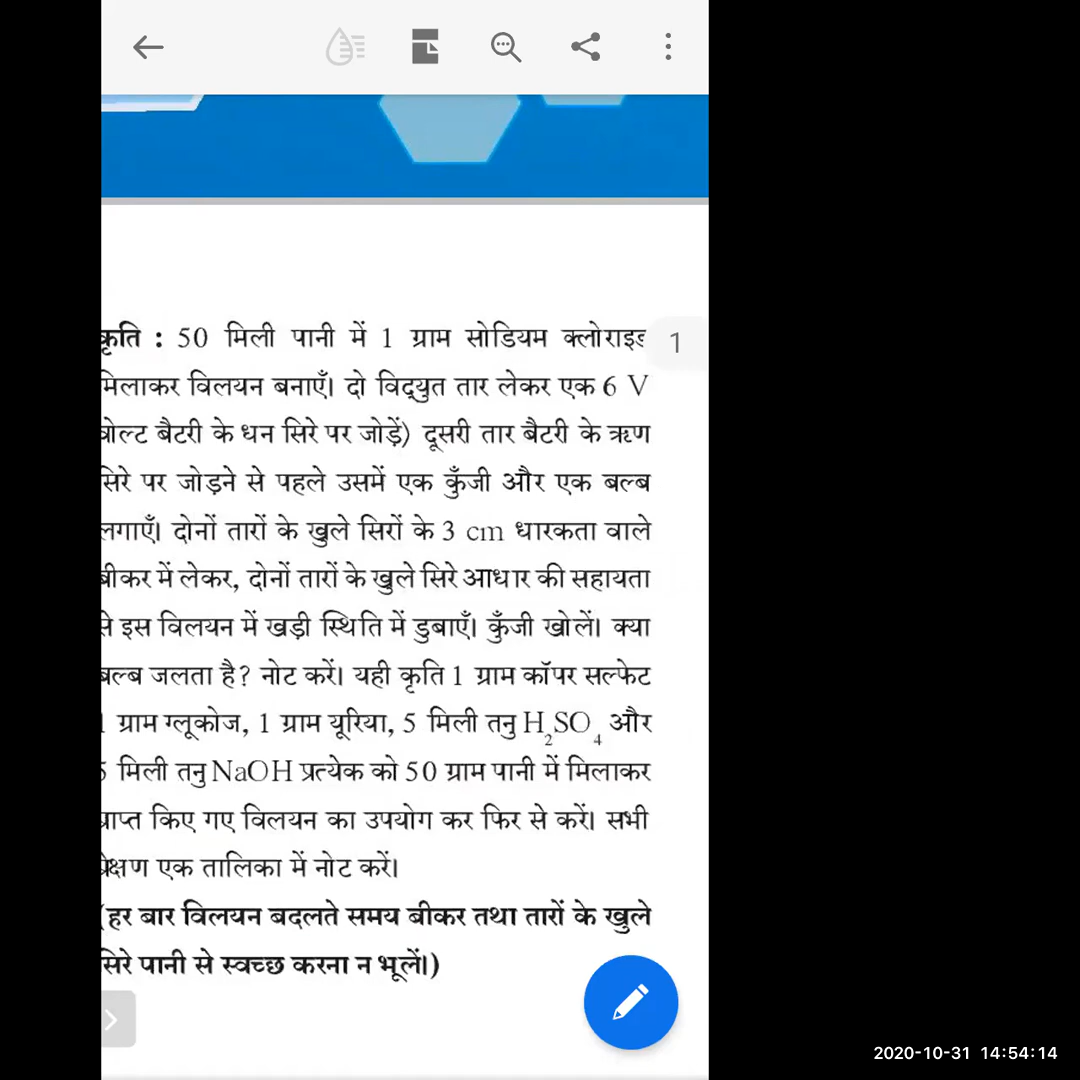 कृति : 50 मिली पानी में 1 ग्राम सोडियम क्लोराइड
1
मिलाकर विलयन बनाएँ। दो विद्युत तार लेकर एक 6 V
वोल्ट बैटरी के धन सिरे पर जोड़ें) दूसरी तार बैटरी के ऋण
सिरे पर जोड़ने से पहले उसमें एक कुँजी और एक बल्ब
लगाएँ। दोनों तारों के खुले सिरों के 3 cm धारकता वाले
बीकर में लेकर, दोनों तारों के खुले सिरे आधार की सहायता
से इस विलयन में खड़ी स्थिति में डुबाएँ। कुँजी खोलें। क्या
बल्ब जलता है? नोट करें। यही कृति 1 ग्राम कॉपर सल्फेट
1 ग्राम ग्लूकोज, 1 ग्राम यूरिया, 5 मिली तनु H₂SO₄ और
5 मिली तनु NaOH प्रत्येक को 50 ग्राम पानी में मिलाकर
प्राप्त किए गए विलयन का उपयोग कर फिर से करें। सभी
प्रेक्षण एक तालिका में नोट करें।
(हर बार विलयन बदलते समय बीकर तथा तारों के खुले
सिरे पानी से स्वच्छ करना न भूलें।)
2020-10-31 14:54:14